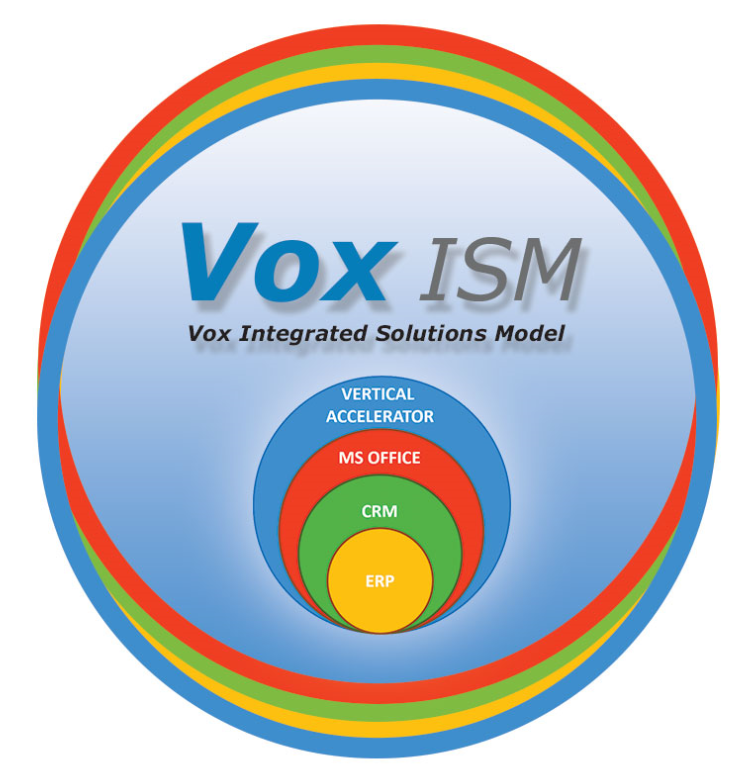 Vox ISM
Vox Integrated Solutions Model
VERTICAL
ACCELERATOR
MS OFFICE
CRM
ERP